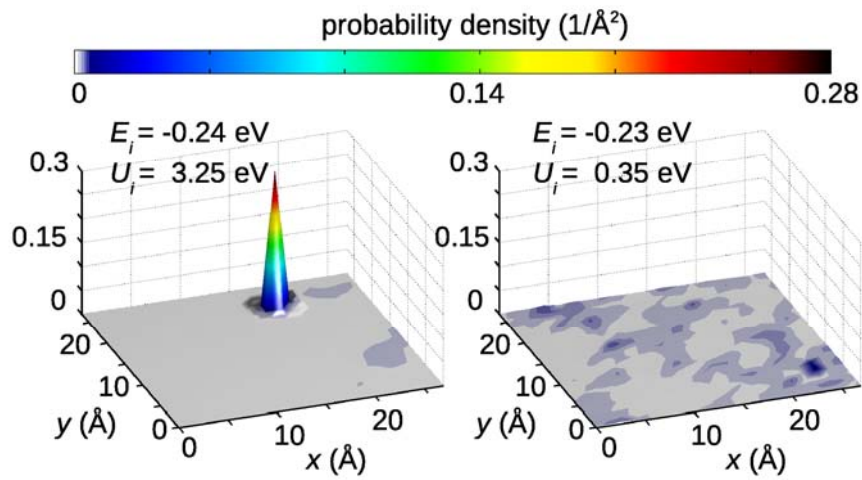 probability density (1/Å²)
0 0.14 0.28
E_i = -0.24 eV
U_i = 3.25 eV
0.3
0.15
0
20
10
0
y (Å)
0
10
20
x (Å)
E_i = -0.23 eV
U_i = 0.35 eV
0.3
0.15
0
20
10
0
y (Å)
0
10
20
x (Å)